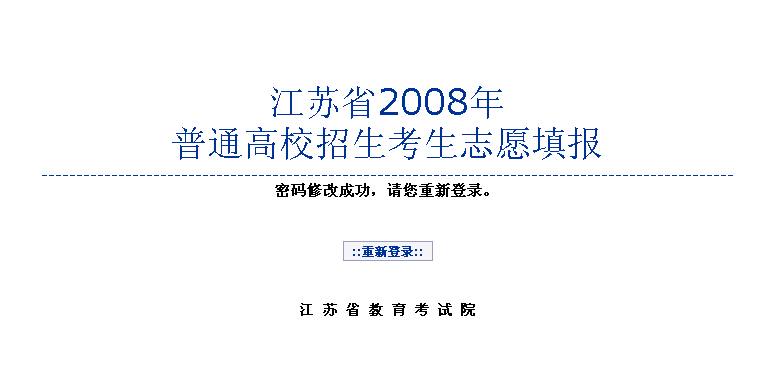 江苏省2008年
普通高校招生考生志愿填报
密码修改成功，请您重新登录。
::重新登录::
江 苏 省 教 育 考 试 院